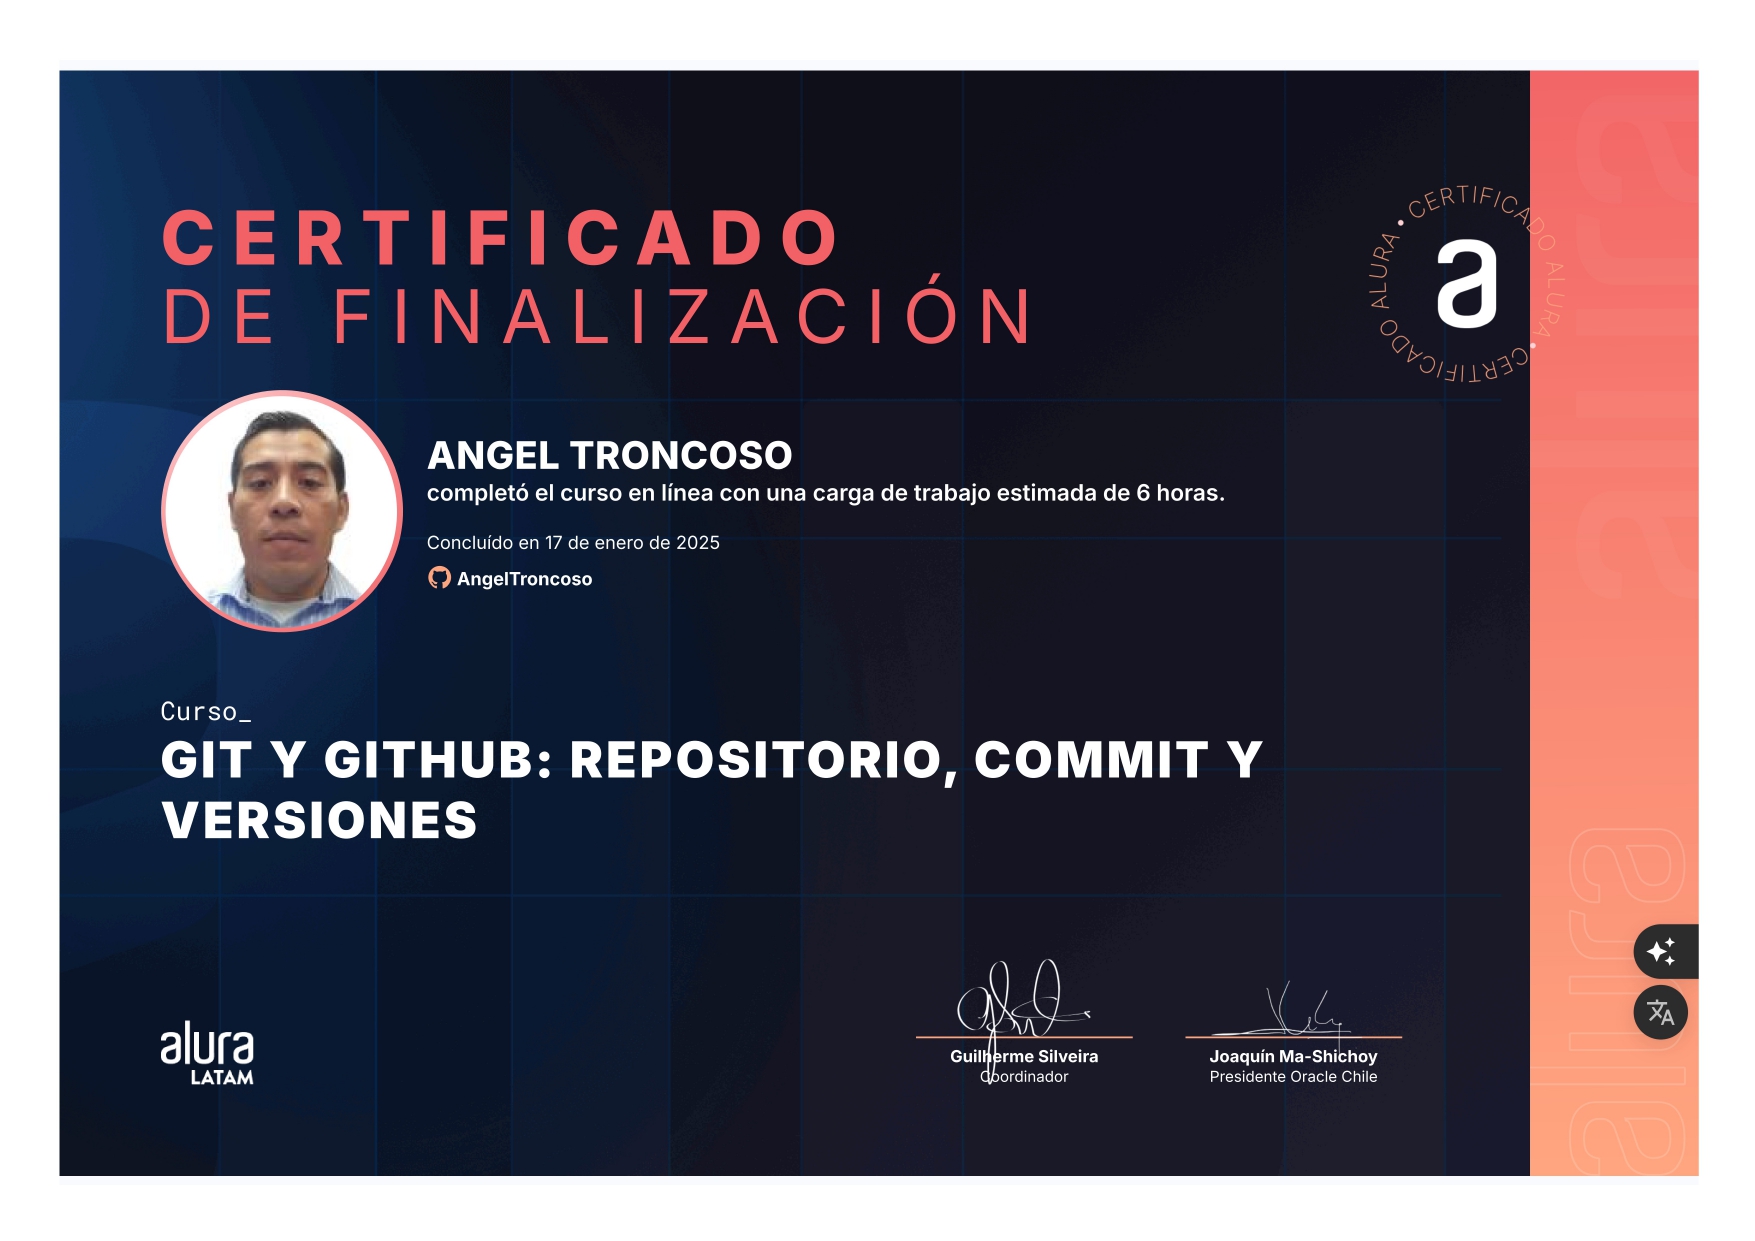 CERTIFICADO
DE FINALIZACIÓN
CERTIFICADO ALURA • CERTIFICADO ALURA •
a
ANGEL TRONCOSO
completó el curso en línea con una carga de trabajo estimada de 6 horas.
Concluído en 17 de enero de 2025
AngelTroncoso
Curso_
GIT Y GITHUB: REPOSITORIO, COMMIT Y
VERSIONES
alura
LATAM
Guilherme Silveira
Coordinador
Joaquín Ma-Shichoy
Presidente Oracle Chile
alura
alura